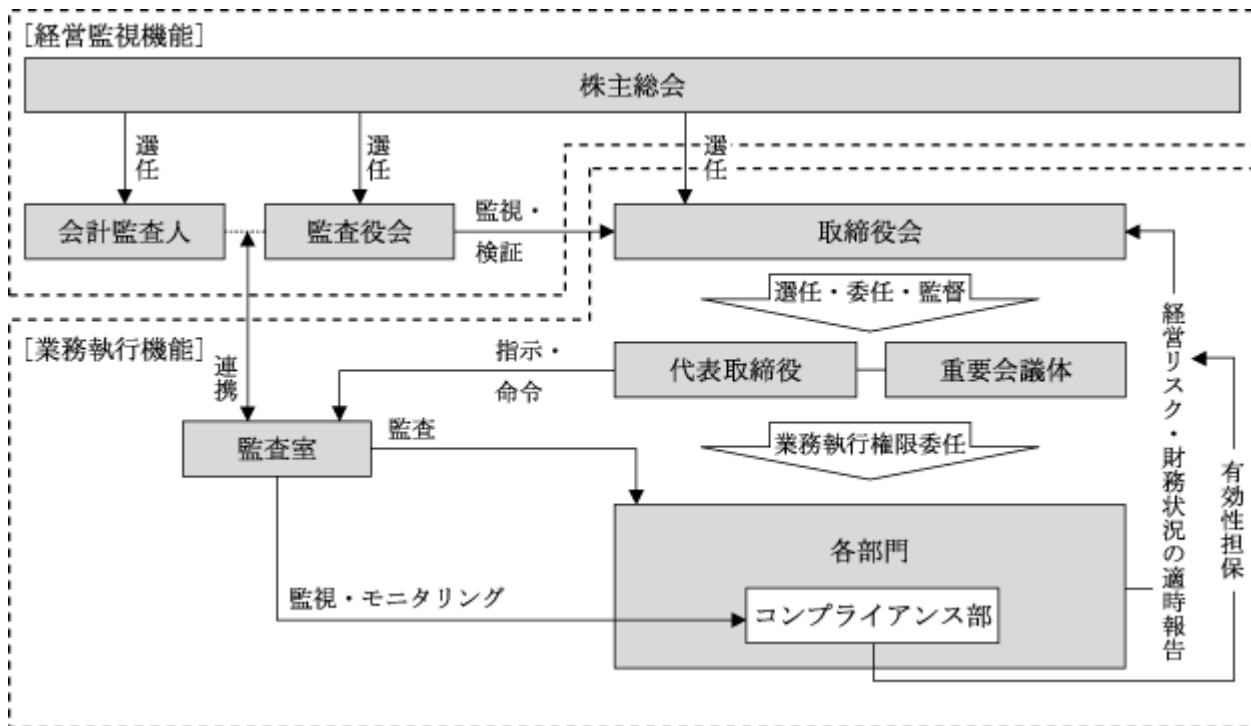 [経営監視機能]
株主総会
選任
選任
選任
会計監査人
監査役会
監視・
検証
取締役会
選任・委任・監督
[業務執行機能]
連携
指示・
命令
代表取締役
重要会議体
監査室
監査
業務執行権限委任
経営リスク・財務状況の適時報告
有効性担保
各部門
監視・モニタリング
コンプライアンス部